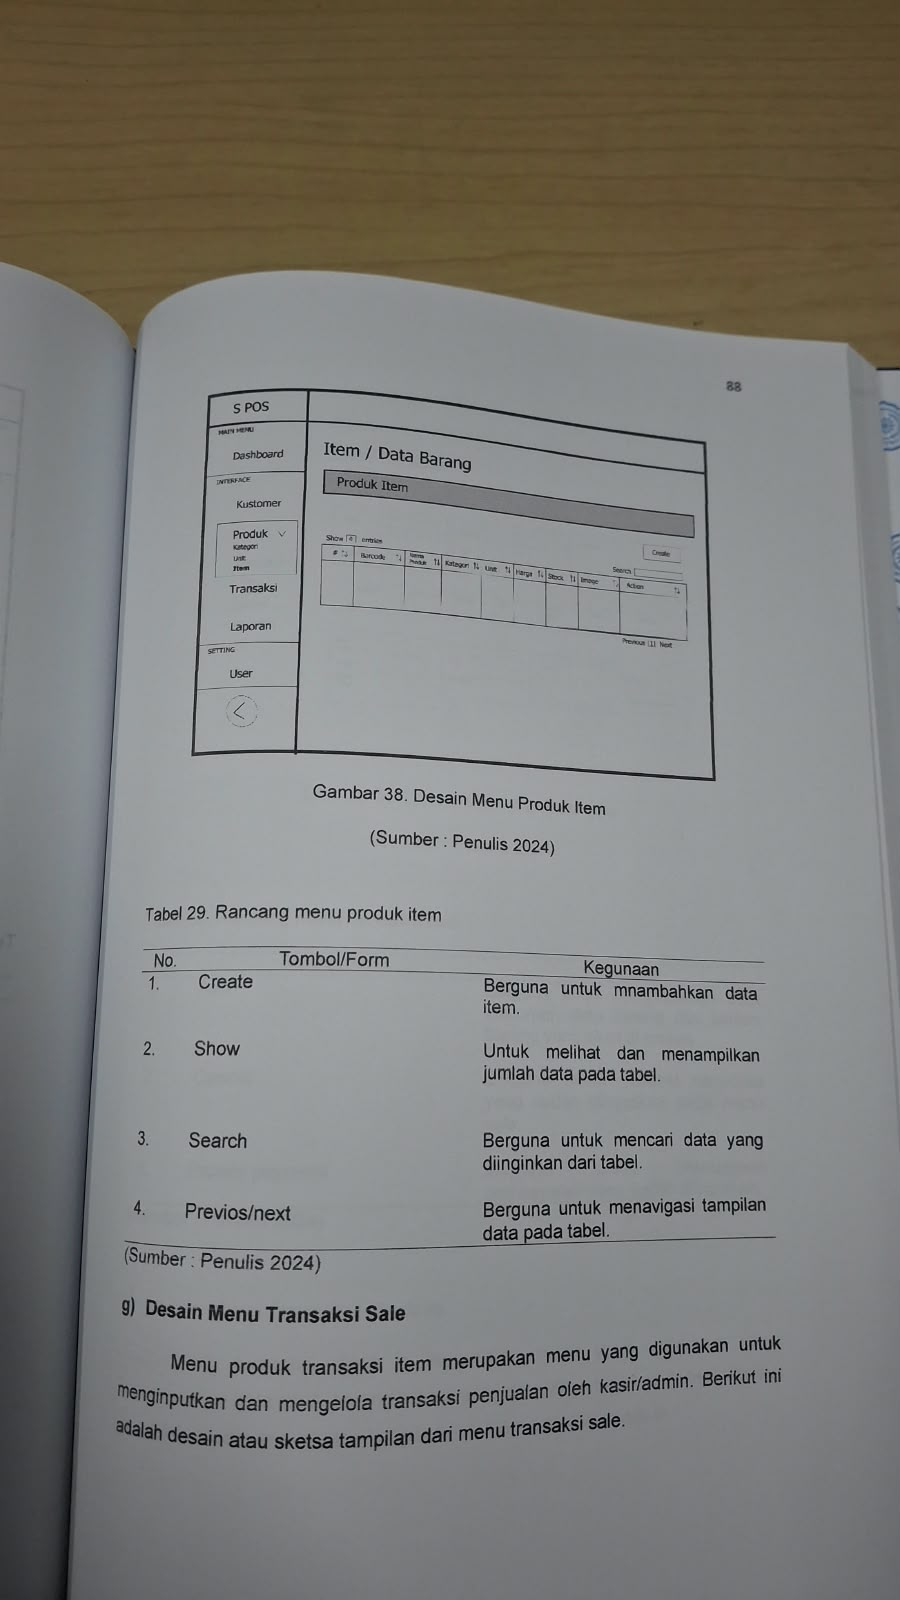 88
S POS
MAIN MENU
Dashboard
INTERFACE
Kustomer
Produk
Kategori
Unit
Item
Transaksi
Laporan
SETTING
User
<
Item / Data Barang
Produk Item
Create
Show entries
Search
# Barcode Nama Produk Kategori Unit Harga Stock Image Action
Previous (1) Next
Gambar 38. Desain Menu Produk Item
(Sumber : Penulis 2024)
Tabel 29. Rancang menu produk item
No. Tombol/Form Kegunaan
1. Create Berguna untuk mnambahkan data
item.
2. Show Untuk melihat dan menampilkan
jumlah data pada tabel.
3. Search Berguna untuk mencari data yang
diinginkan dari tabel.
4. Previos/next Berguna untuk menavigasi tampilan
data pada tabel.
(Sumber : Penulis 2024)
g) Desain Menu Transaksi Sale
Menu produk transaksi item merupakan menu yang digunakan untuk
menginputkan dan mengelola transaksi penjualan oleh kasir/admin. Berikut ini
adalah desain atau sketsa tampilan dari menu transaksi sale.